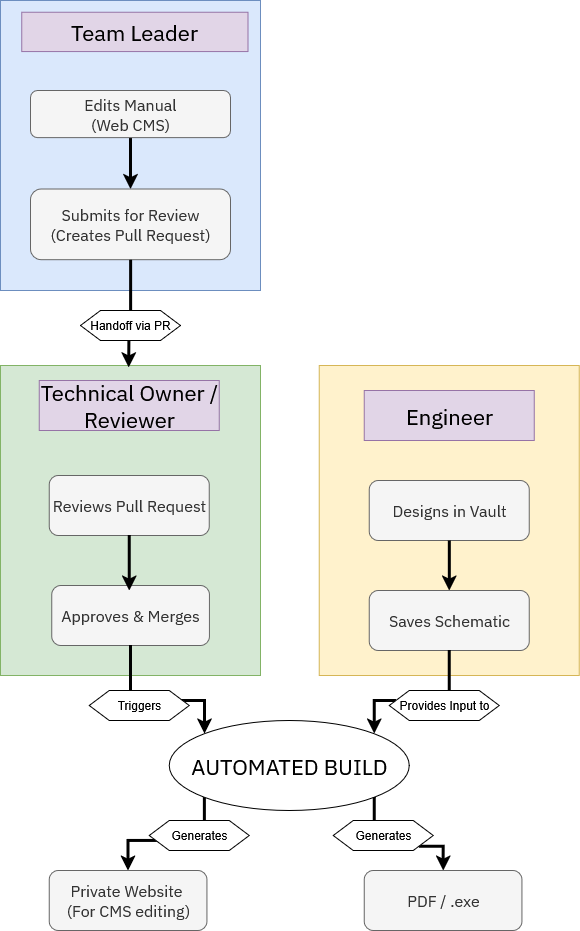 Team Leader
Edits Manual
(Web CMS)
Submits for Review
(Creates Pull Request)
Handoff via PR
Technical Owner /
Reviewer
Reviews Pull Request
Approves & Merges
Engineer
Designs in Vault
Saves Schematic
Triggers
Provides Input to
AUTOMATED BUILD
Generates
Generates
Private Website
(For CMS editing)
PDF / .exe